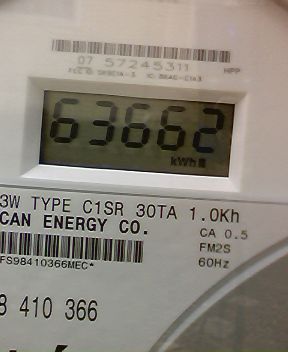 07 57245311
HPP
63662
kWh
3W TYPE C1SR 30TA 1.0Kh
CAN ENERGY CO.
CA 0.5
FM2S
60Hz
FS98410366MEC*
8 410 366